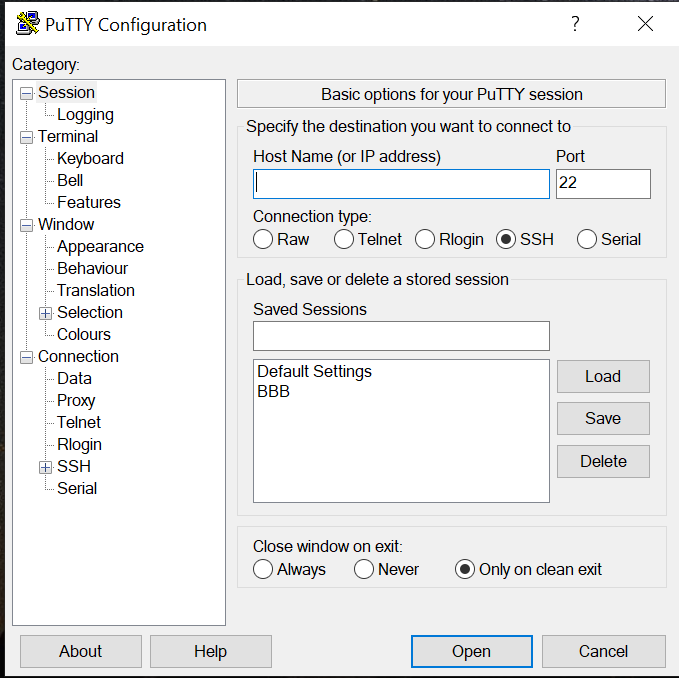 PuTTY Configuration
?
Category:
Session
Logging
Terminal
Keyboard
Bell
Features
Window
Appearance
Behaviour
Translation
Selection
Colours
Connection
Data
Proxy
Telnet
Rlogin
SSH
Serial
Basic options for your PuTTY session
Specify the destination you want to connect to
Host Name (or IP address) Port
22
Connection type:
Raw Telnet Rlogin SSH Serial
Load, save or delete a stored session
Saved Sessions
Default Settings
BBB
Load
Save
Delete
Close window on exit:
Always Never Only on clean exit
About Help Open Cancel